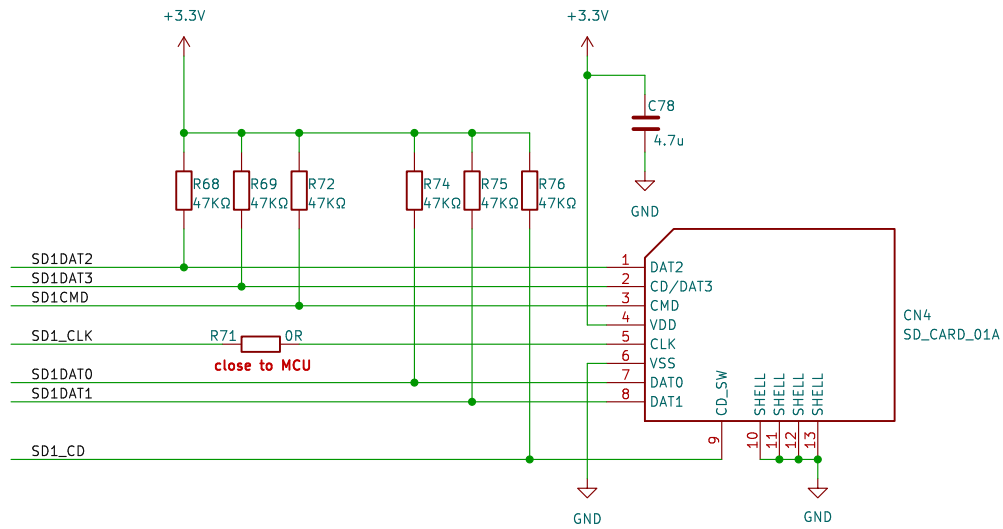 +3.3V
+3.3V
C78
4.7u
GND
R68
47KΩ
R69
47KΩ
R72
47KΩ
R74
47KΩ
R75
47KΩ
R76
47KΩ
SD1DAT2
SD1DAT3
SD1CMD
SD1_CLK
R71
0R
close to MCU
SD1DAT0
SD1DAT1
SD1_CD
1
2
3
4
5
6
7
8
DAT2
CD/DAT3
CMD
VDD
CLK
VSS
DAT0
DAT1
CD_SW
SHELL
SHELL
SHELL
SHELL
9
10
11
12
13
CN4
SD_CARD_01A
GND
GND